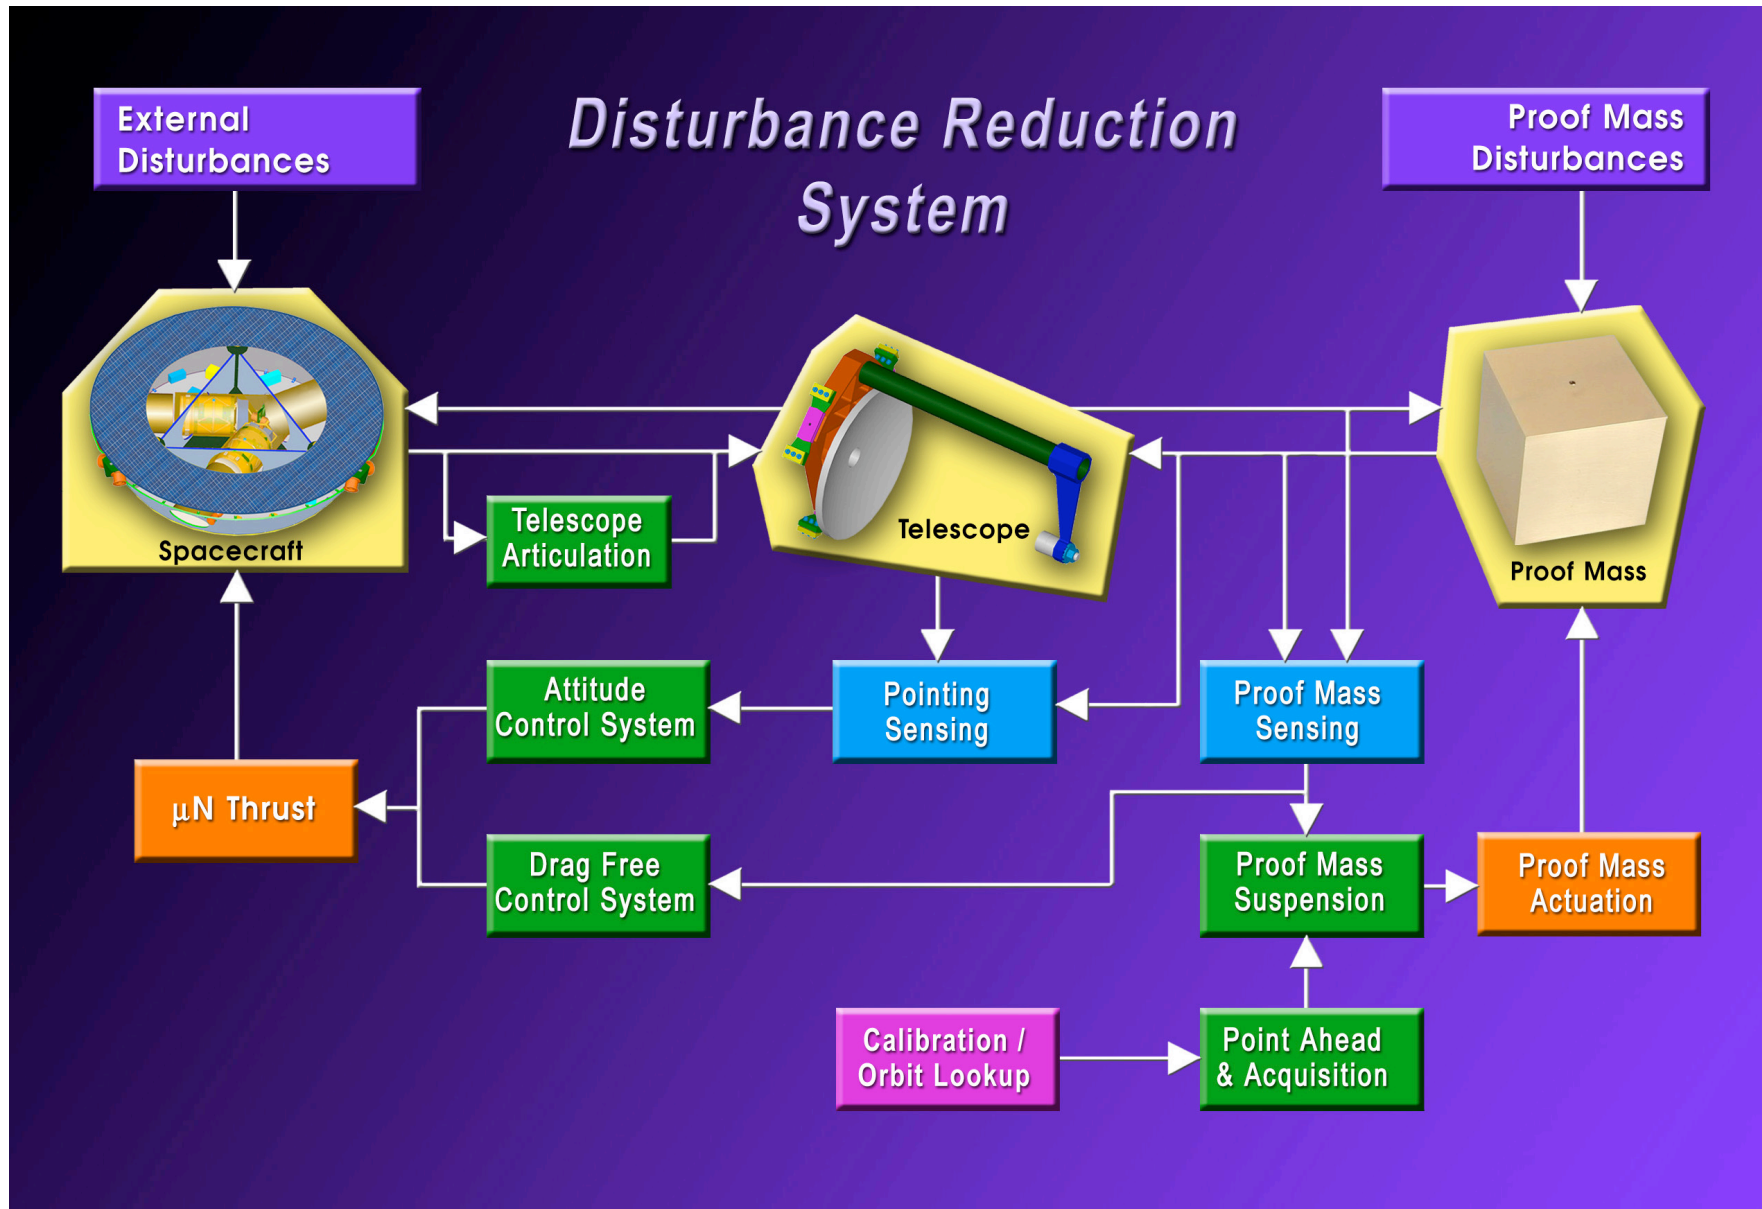 Disturbance Reduction
System
External
Disturbances
Proof Mass
Disturbances
Spacecraft
Telescope
Articulation
Telescope
Proof Mass
Attitude
Control System
Pointing
Sensing
Proof Mass
Sensing
μN Thrust
Drag Free
Control System
Proof Mass
Suspension
Proof Mass
Actuation
Calibration /
Orbit Lookup
Point Ahead
& Acquisition